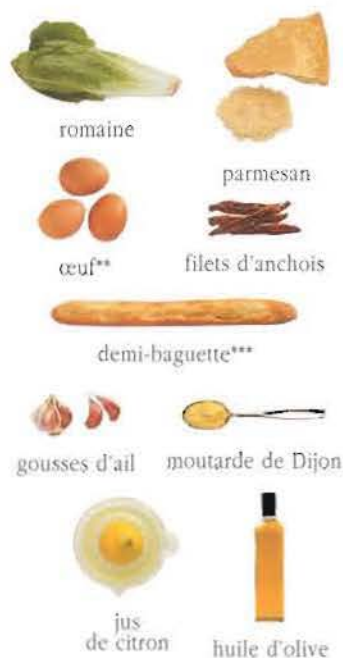 romaine
parmesan
œuf**
filets d'anchois
demi-baguette***
gousses d'ail
moutarde de Dijon
jus
de citron
huile d'olive